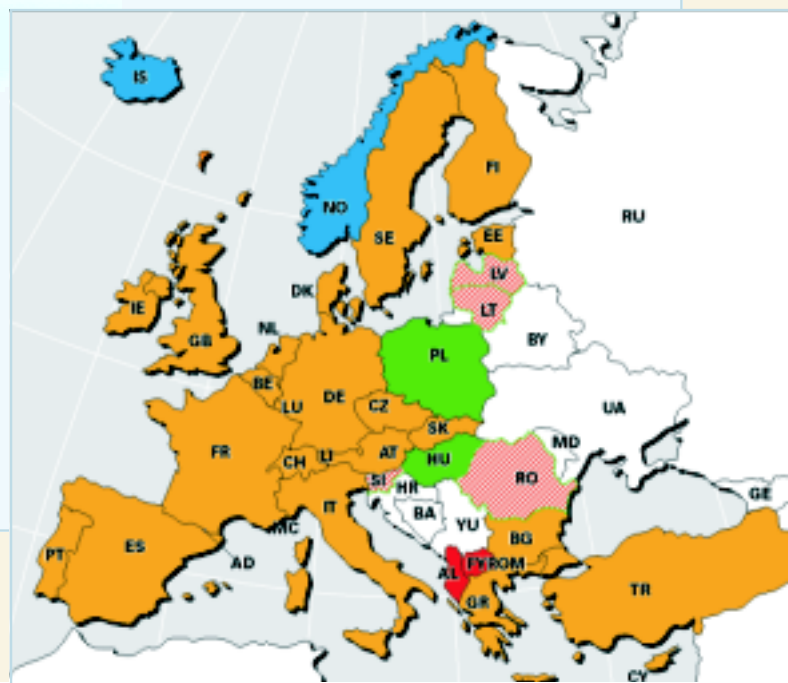 IS
FI
RU
NO
SE
EE
LV
DK
LT
IE
NL
GB
BY
PL
BE
DE
LU
CZ
UA
SK
MD
FR
AT
CH
LI
HU
RO
SI
HR
GE
IT
BA
YU
MC
BG
ES
PT
AD
FYROM
AL
TR
GR
CY